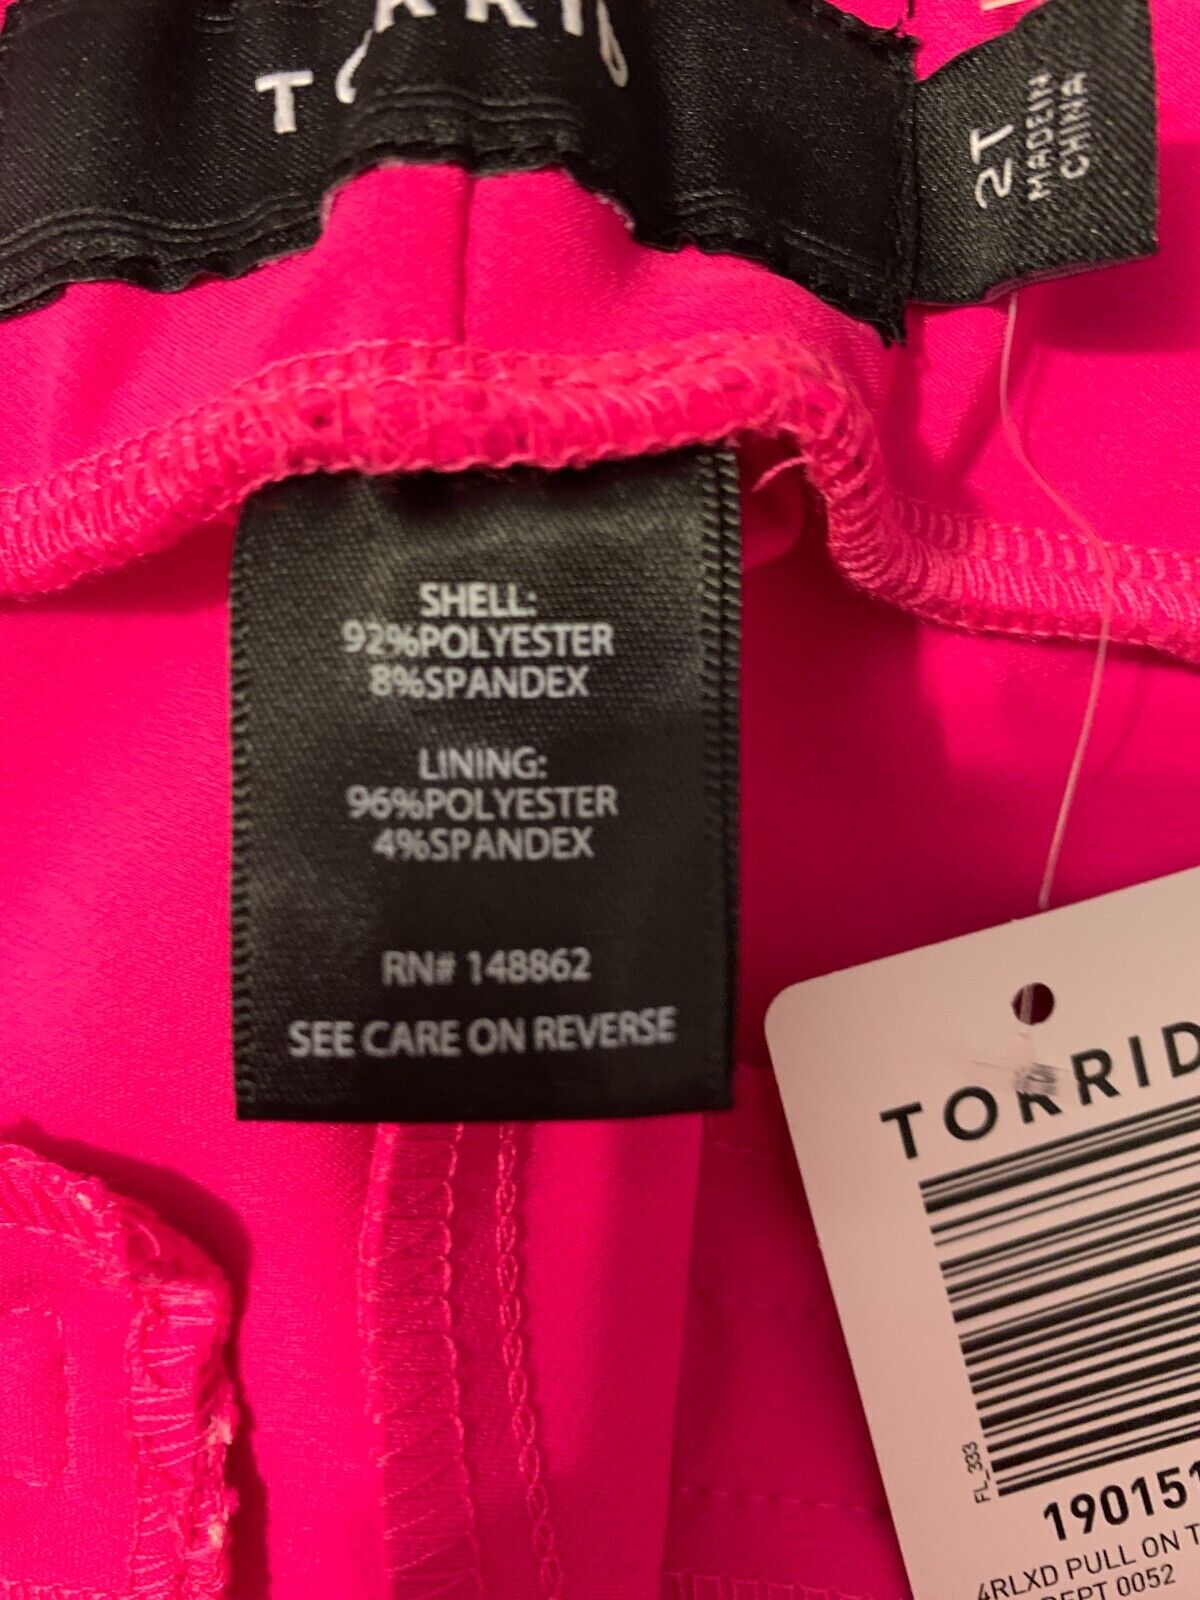 TORRID
2T
MADE IN
CHINA
SHELL:
92%POLYESTER
8%SPANDEX
LINING:
96%POLYESTER
4%SPANDEX
RN# 148862
SEE CARE ON REVERSE
TORRID
FL_333
190151
4RLXD PULL ON T
DEPT 0052